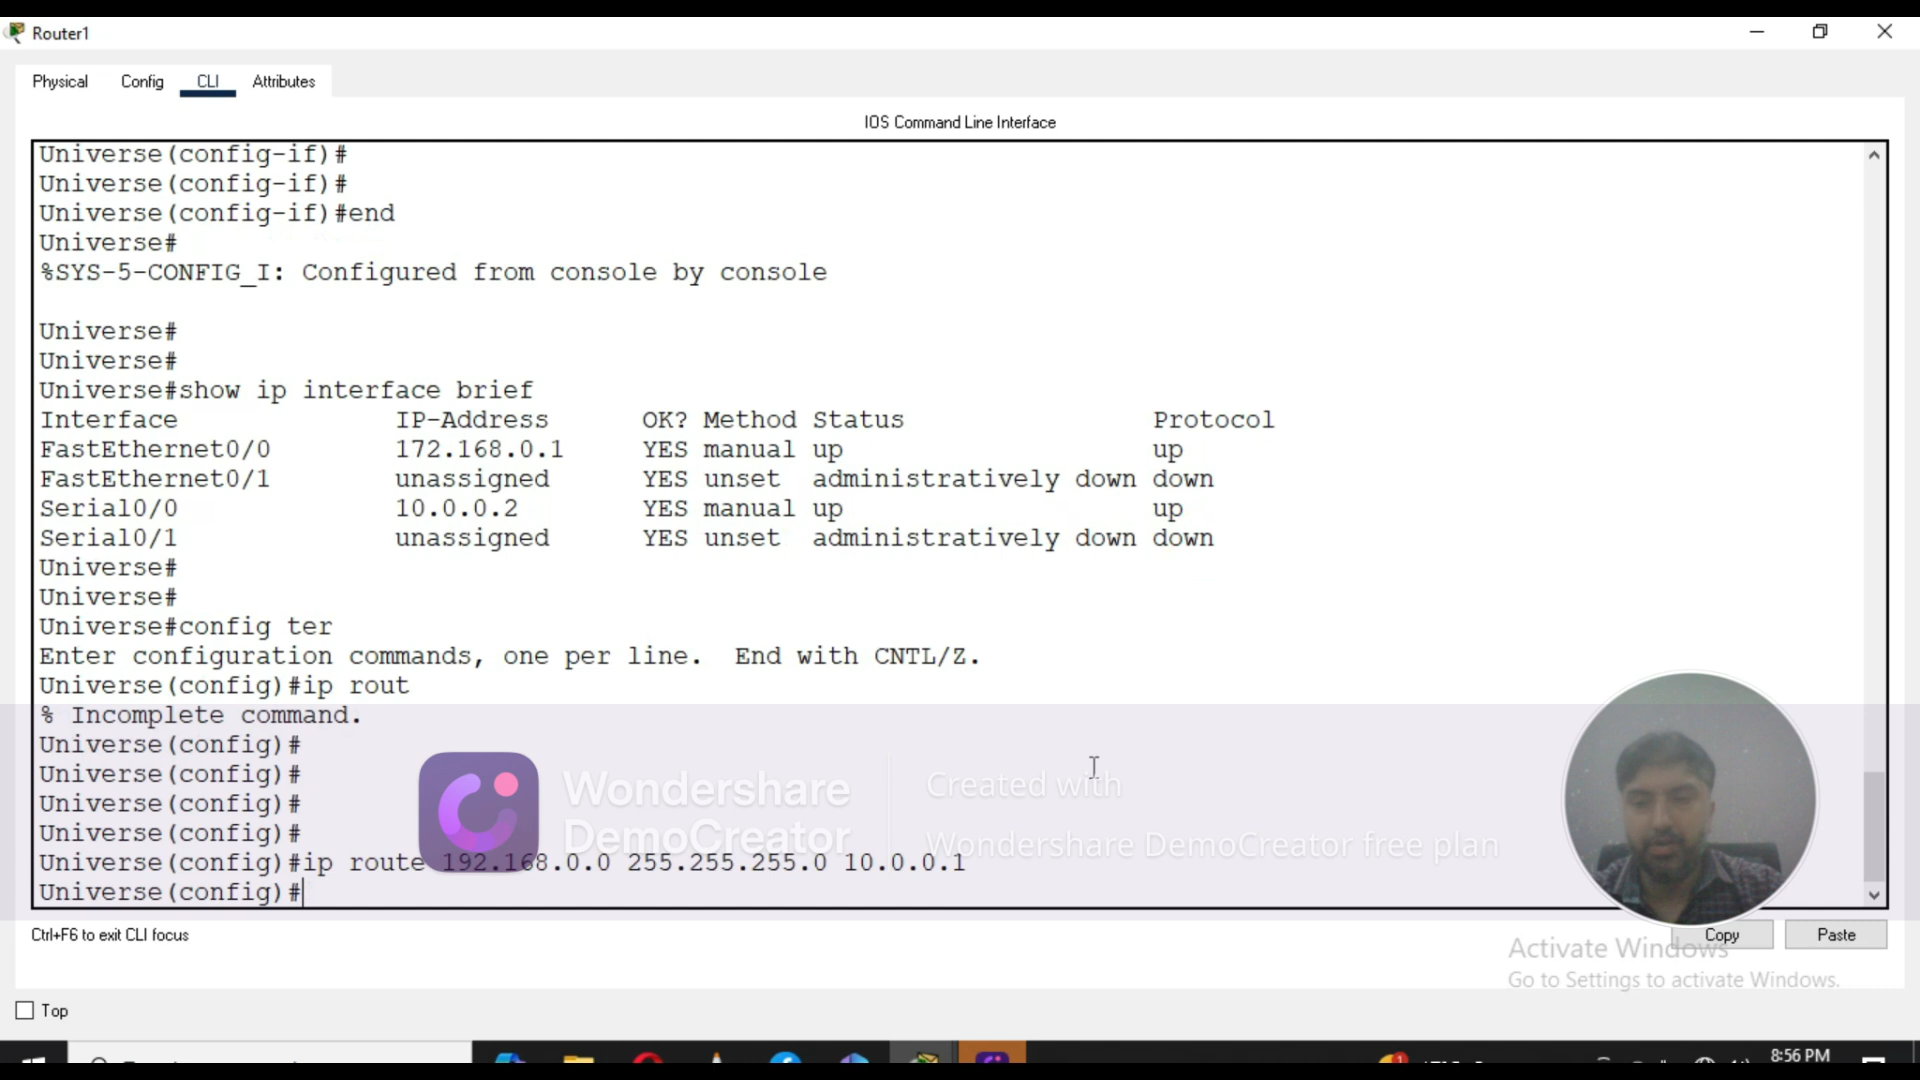 Router1
Physical Config CLI Attributes
IOS Command Line Interface
Universe(config-if)#
Universe(config-if)#
Universe(config-if)#end
Universe#
%SYS-5-CONFIG_I: Configured from console by console
Universe#
Universe#
Universe#show ip interface brief
Interface IP-Address OK? Method Status Protocol
FastEthernet0/0 172.168.0.1 YES manual up up
FastEthernet0/1 unassigned YES unset administratively down down
Serial0/0 10.0.0.2 YES manual up up
Serial0/1 unassigned YES unset administratively down down
Universe#
Universe#
Universe#config ter
Enter configuration commands, one per line. End with CNTL/Z.
Universe(config)#ip rout
% Incomplete command.
Universe(config)#
Universe(config)#
Universe(config)#
Universe(config)#
Universe(config)#ip route 192.168.0.0 255.255.255.0 10.0.0.1
Universe(config)#
Wondershare
DemoCreator
Created with
Wondershare DemoCreator free plan
Ctrl+F6 to exit CLI focus
Copy Paste
Activate Windows
Go to Settings to activate Windows.
Top
8:56 PM